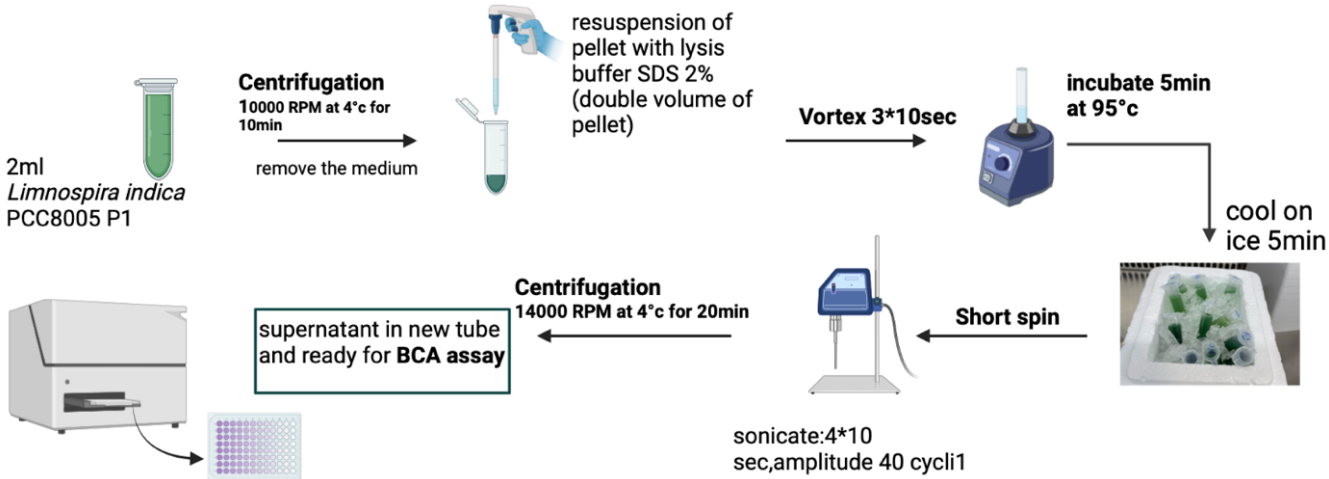 2ml
Limnospira indica
PCC8005 P1
Centrifugation
10000 RPM at 4°c for
10min
remove the medium
resuspension of
pellet with lysis
buffer SDS 2%
(double volume of
pellet)
Vortex 3*10sec
incubate 5min
at 95°c
cool on
ice 5min
Short spin
sonicate:4*10
sec,amplitude 40 cycli1
Centrifugation
14000 RPM at 4°c for 20min
supernatant in new tube
and ready for BCA assay